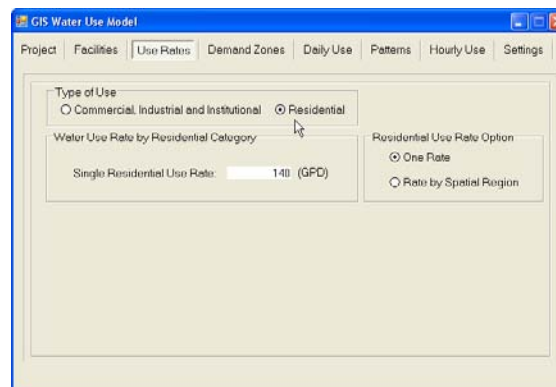 GIS Water Use Model
Project Facilities Use Rates Demand Zones Daily Use Patterns Hourly Use Settings
Type of Use
Commercial, Industrial and Institutional Residential
Water Use Rate by Residential Category
Single Residential Use Rate: 140 (GPD)
Residential Use Rate Option
One Rate
Rate by Spatial Region